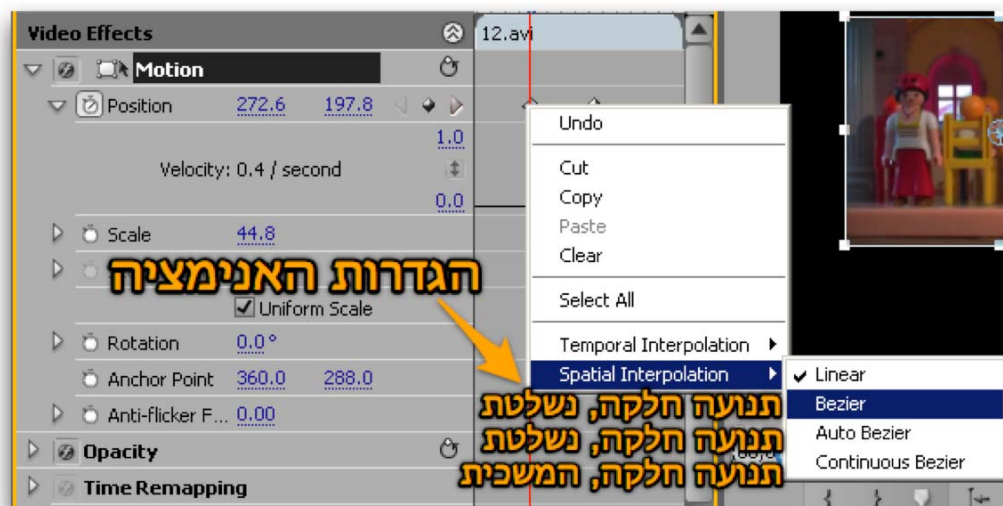 Video Effects
12.avi
Motion
Position 272.6 197.8
1.0
Velocity: 0.4 / second
0.0
Scale 44.8
Uniform Scale
Rotation 0.0°
Anchor Point 360.0 288.0
Anti-flicker F... 0.00
Opacity
Time Remapping
Undo
Cut
Copy
Paste
Clear
Select All
Temporal Interpolation
Spatial Interpolation
Linear
Bezier
Auto Bezier
Continuous Bezier
הגדרות האנימציה
תנועה חלקה, נשלטת
תנועה חלקה, נשלטת
תנועה חלקה, המשכית